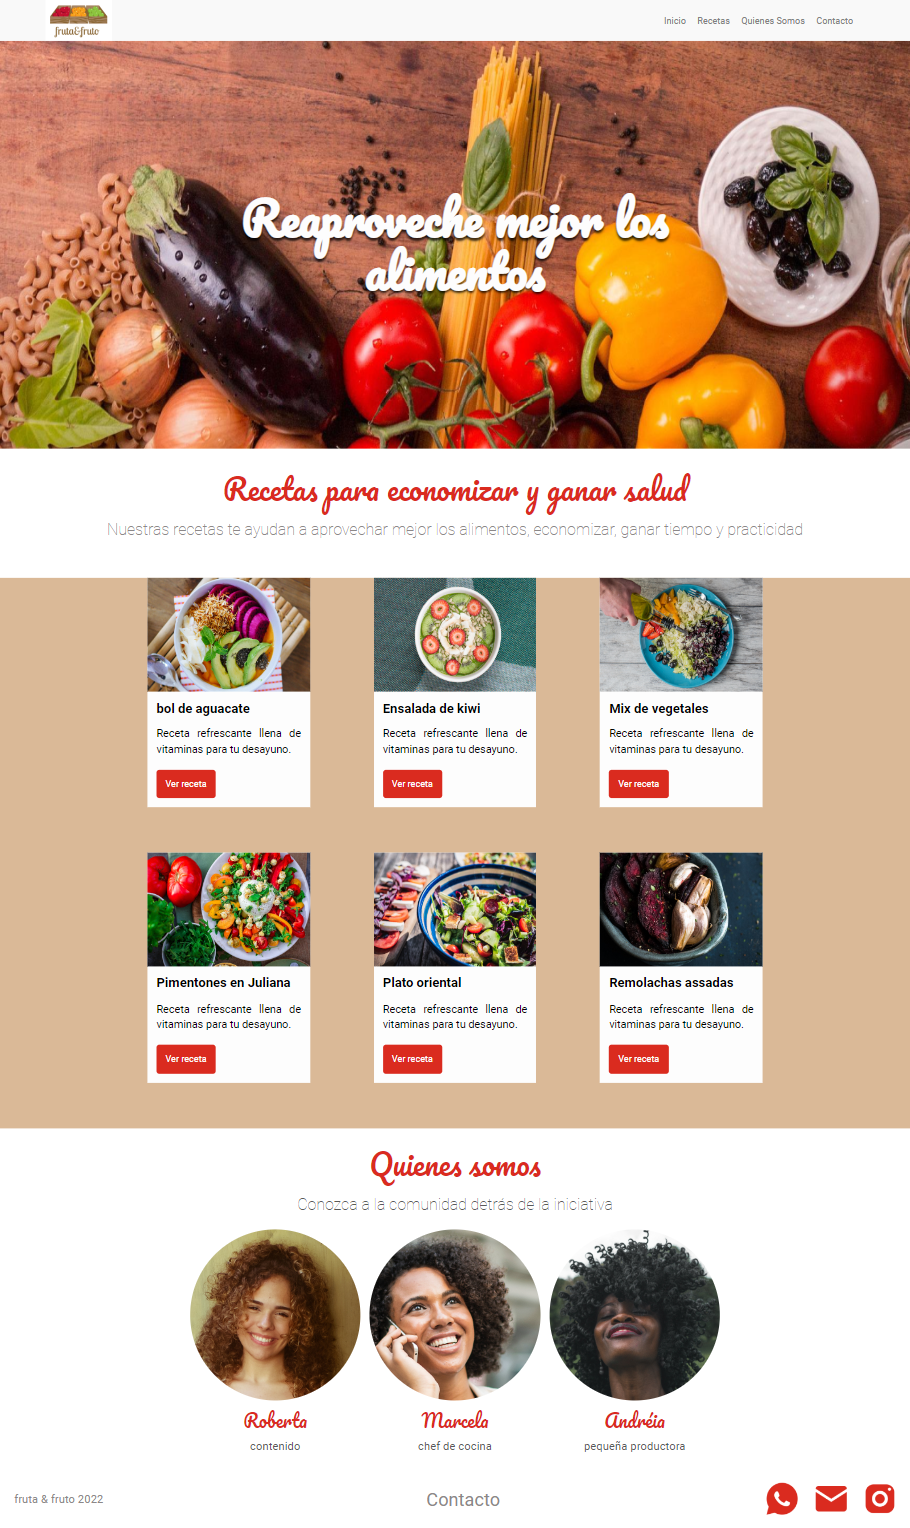 fruta&fruto
Inicio Recetas Quienes Somos Contacto
Reaproveche mejor los
alimentos
Recetas para economizar y ganar salud
Nuestras recetas te ayudan a aprovechar mejor los alimentos, economizar, ganar tiempo y practicidad
bol de aguacate
Receta refrescante llena de
vitaminas para tu desayuno.
Ver receta
Ensalada de kiwi
Receta refrescante llena de
vitaminas para tu desayuno.
Ver receta
Mix de vegetales
Receta refrescante llena de
vitaminas para tu desayuno.
Ver receta
Pimentones en Juliana
Receta refrescante llena de
vitaminas para tu desayuno.
Ver receta
Plato oriental
Receta refrescante llena de
vitaminas para tu desayuno.
Ver receta
Remolachas assadas
Receta refrescante llena de
vitaminas para tu desayuno.
Ver receta
Quienes somos
Conozca a la comunidad detrás de la iniciativa
Roberta
contenido
Marcela
chef de cocina
Andréia
pequeña productora
fruta & fruto 2022
Contacto